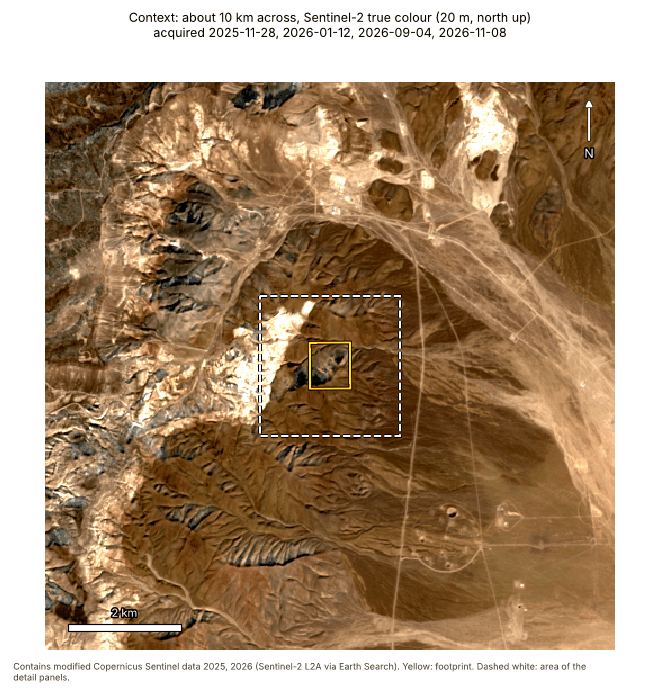 Context: about 10 km across, Sentinel-2 true colour (20 m, north up)
acquired 2025-11-28, 2026-01-12, 2026-09-04, 2026-11-08
N
2 km
Contains modified Copernicus Sentinel data 2025, 2026 (Sentinel-2 L2A via Earth Search). Yellow: footprint. Dashed white: area of the
detail panels.